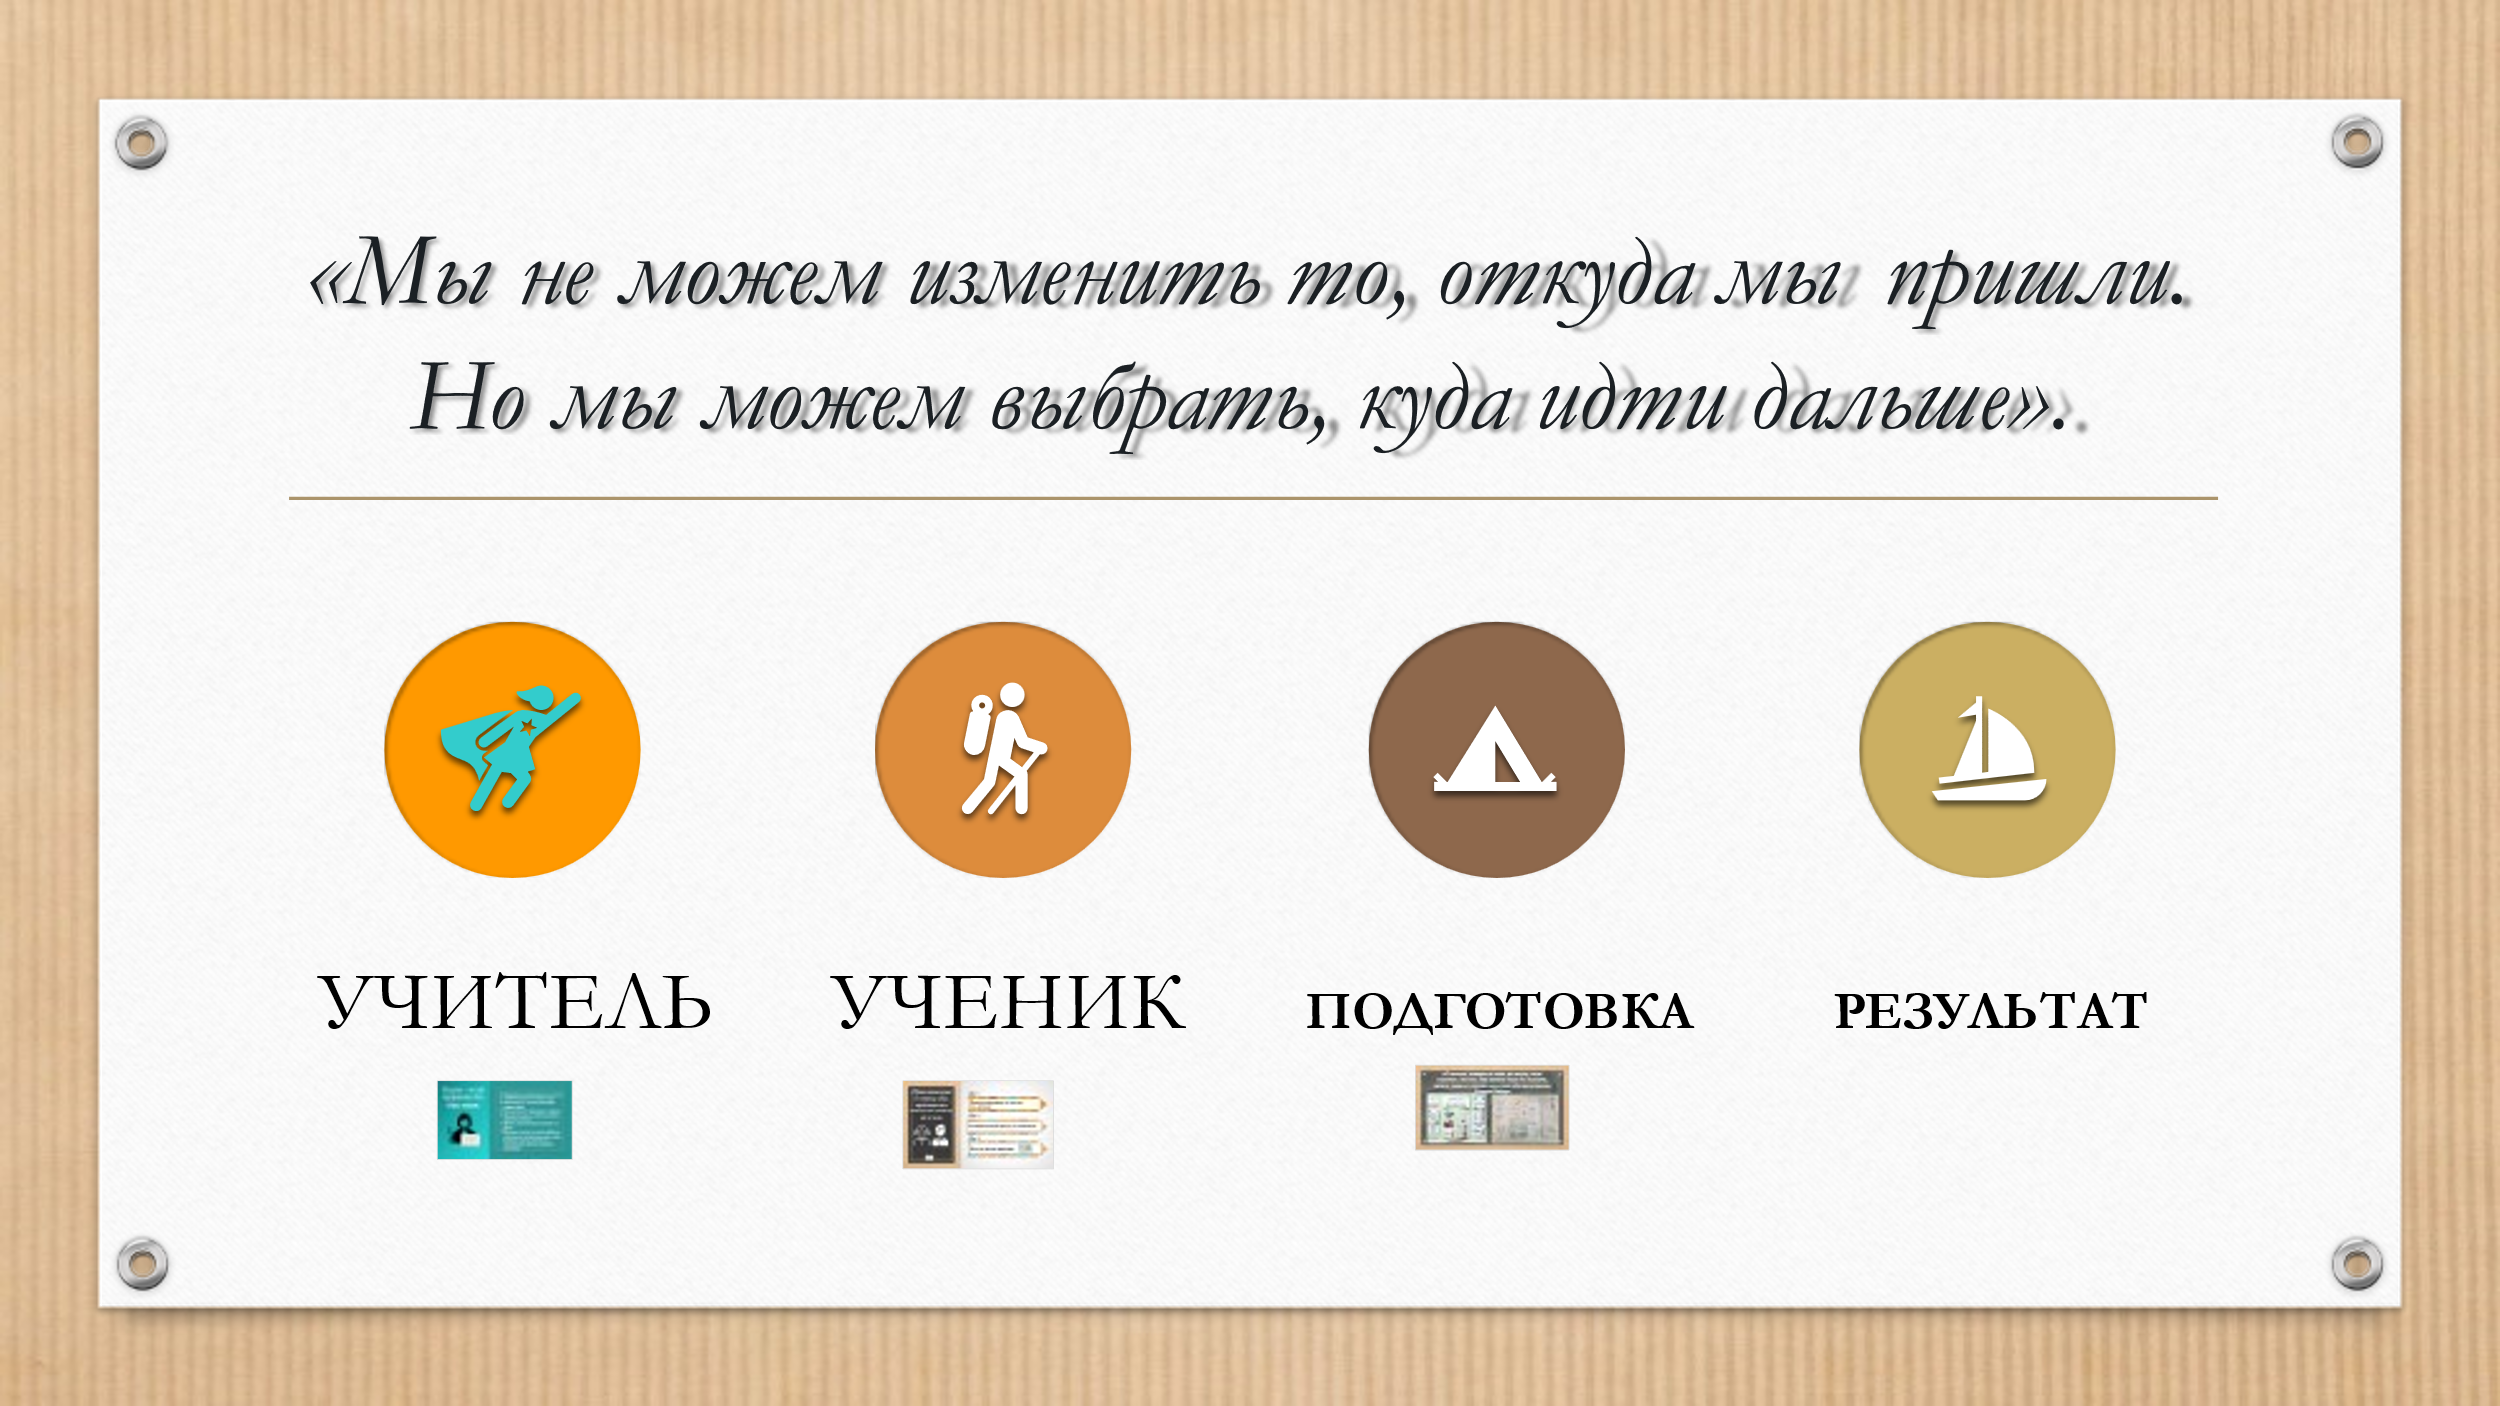 «Мы не можем изменить то, откуда мы пришли.
Но мы можем выбрать, куда идти дальше».
УЧИТЕЛЬ
УЧЕНИК
ПОДГОТОВКА
РЕЗУЛЬТАТ